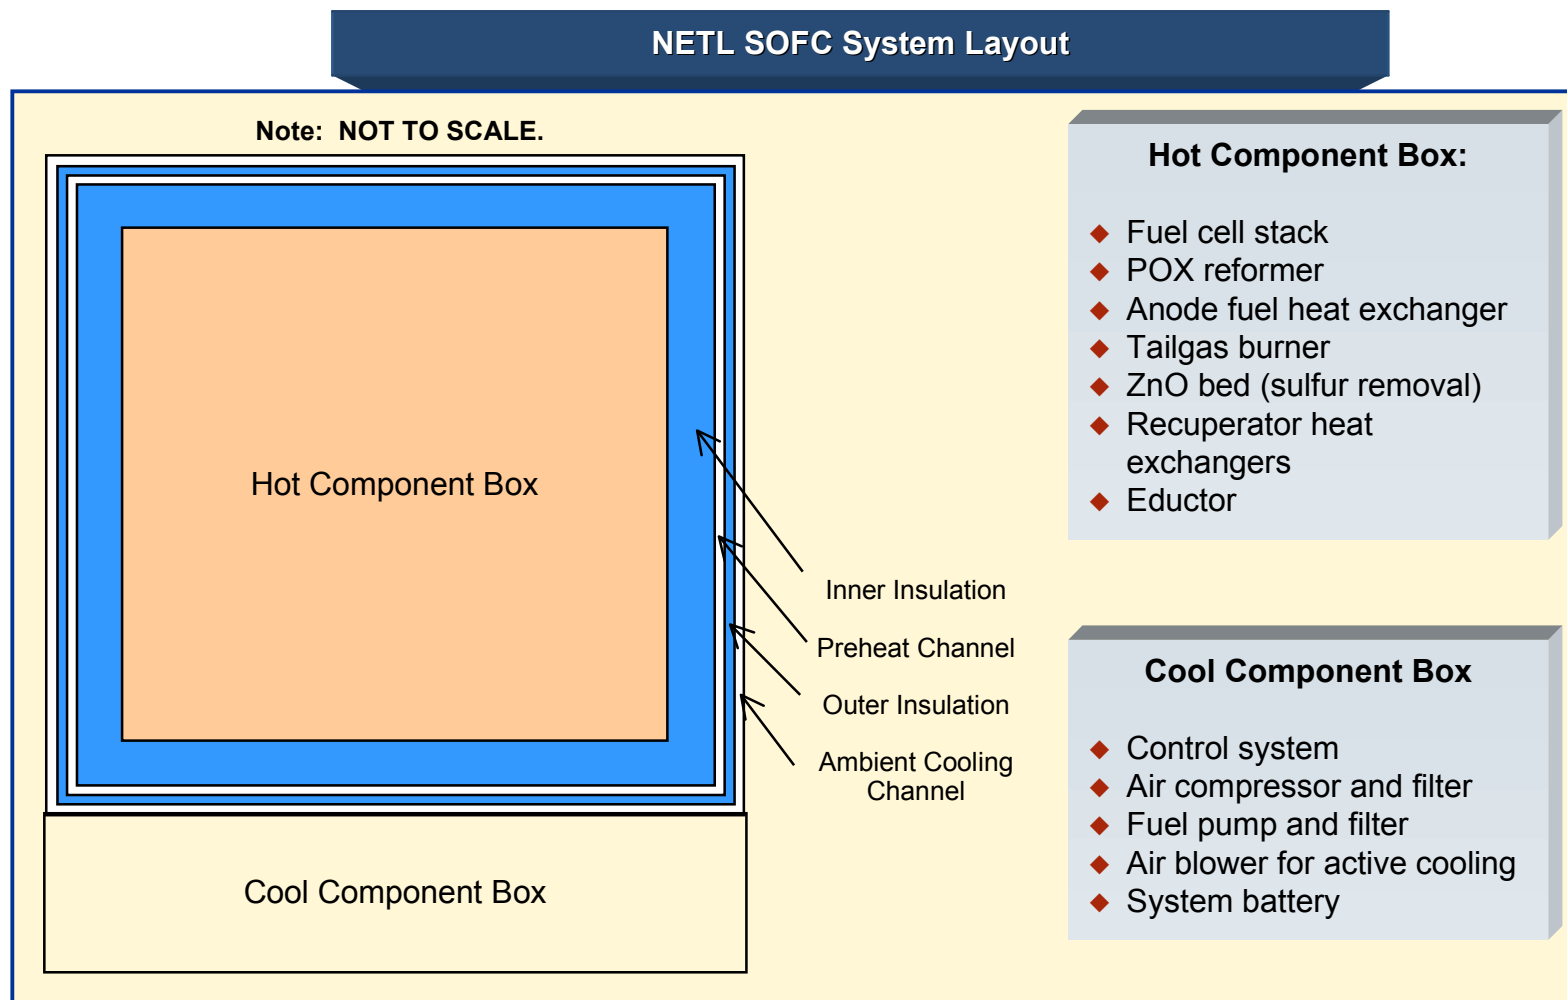 NETL SOFC System Layout
Note: NOT TO SCALE.
Hot Component Box
Inner Insulation
Preheat Channel
Outer Insulation
Ambient Cooling
Channel
Cool Component Box
Hot Component Box:
Fuel cell stack
POX reformer
Anode fuel heat exchanger
Tailgas burner
ZnO bed (sulfur removal)
Recuperator heat
exchangers
Eductor
Cool Component Box
Control system
Air compressor and filter
Fuel pump and filter
Air blower for active cooling
System battery